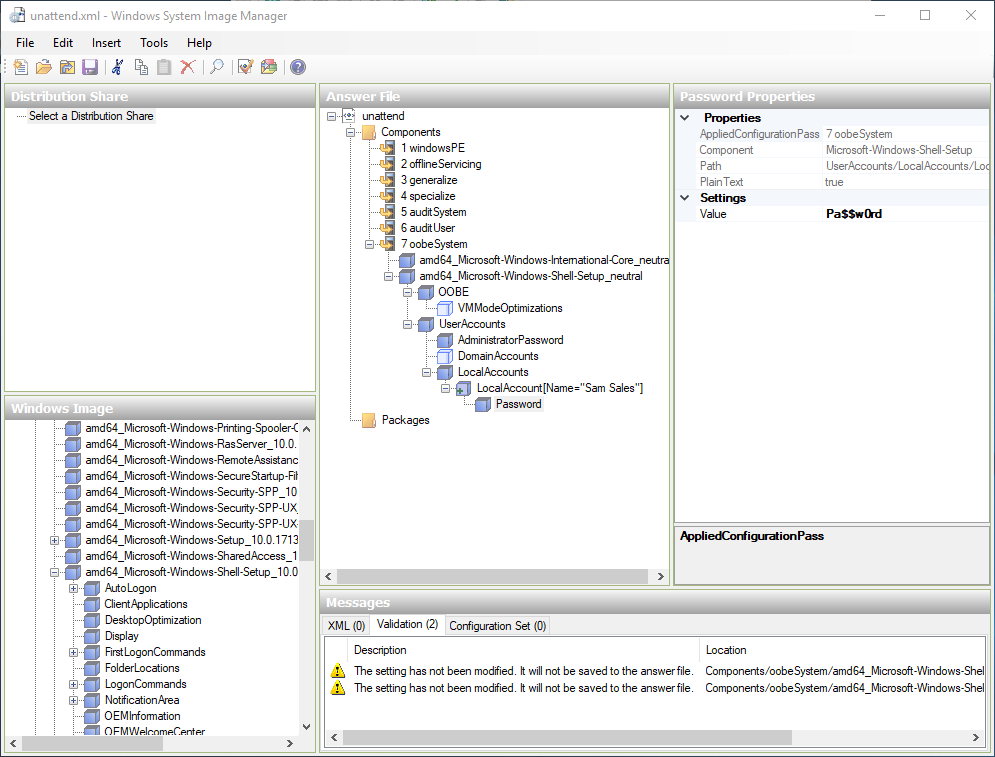 unattend.xml - Windows System Image Manager
File Edit Insert Tools Help
Distribution Share
Select a Distribution Share
Windows Image
amd64_Microsoft-Windows-Printing-Spooler-C
amd64_Microsoft-Windows-RasServer_10.0.
amd64_Microsoft-Windows-RemoteAssistanc
amd64_Microsoft-Windows-SecureStartup-Fil
amd64_Microsoft-Windows-Security-SPP_10
amd64_Microsoft-Windows-Security-SPP-UX_
amd64_Microsoft-Windows-Security-SPP-UX-
amd64_Microsoft-Windows-Setup_10.0.1713
amd64_Microsoft-Windows-SharedAccess_1
amd64_Microsoft-Windows-Shell-Setup_10.0
AutoLogon
ClientApplications
DesktopOptimization
Display
FirstLogonCommands
FolderLocations
LogonCommands
NotificationArea
OEMInformation
OEMWelcomeCenter
Answer File
unattend
Components
1 windowsPE
2 offlineServicing
3 generalize
4 specialize
5 auditSystem
6 auditUser
7 oobeSystem
amd64_Microsoft-Windows-International-Core_neutra
amd64_Microsoft-Windows-Shell-Setup_neutral
OOBE
VMModeOptimizations
UserAccounts
AdministratorPassword
DomainAccounts
LocalAccounts
LocalAccount[Name="Sam Sales"]
Password
Packages
Password Properties
Properties
AppliedConfigurationPass 7 oobeSystem
Component Microsoft-Windows-Shell-Setup
Path UserAccounts/LocalAccounts/Loc
PlainText true
Settings
Value Pa$$w0rd
AppliedConfigurationPass
Messages
XML (0) Validation (2) Configuration Set (0)
Description Location
The setting has not been modified. It will not be saved to the answer file. Components/oobeSystem/amd64_Microsoft-Windows-Shel
The setting has not been modified. It will not be saved to the answer file. Components/oobeSystem/amd64_Microsoft-Windows-Shel